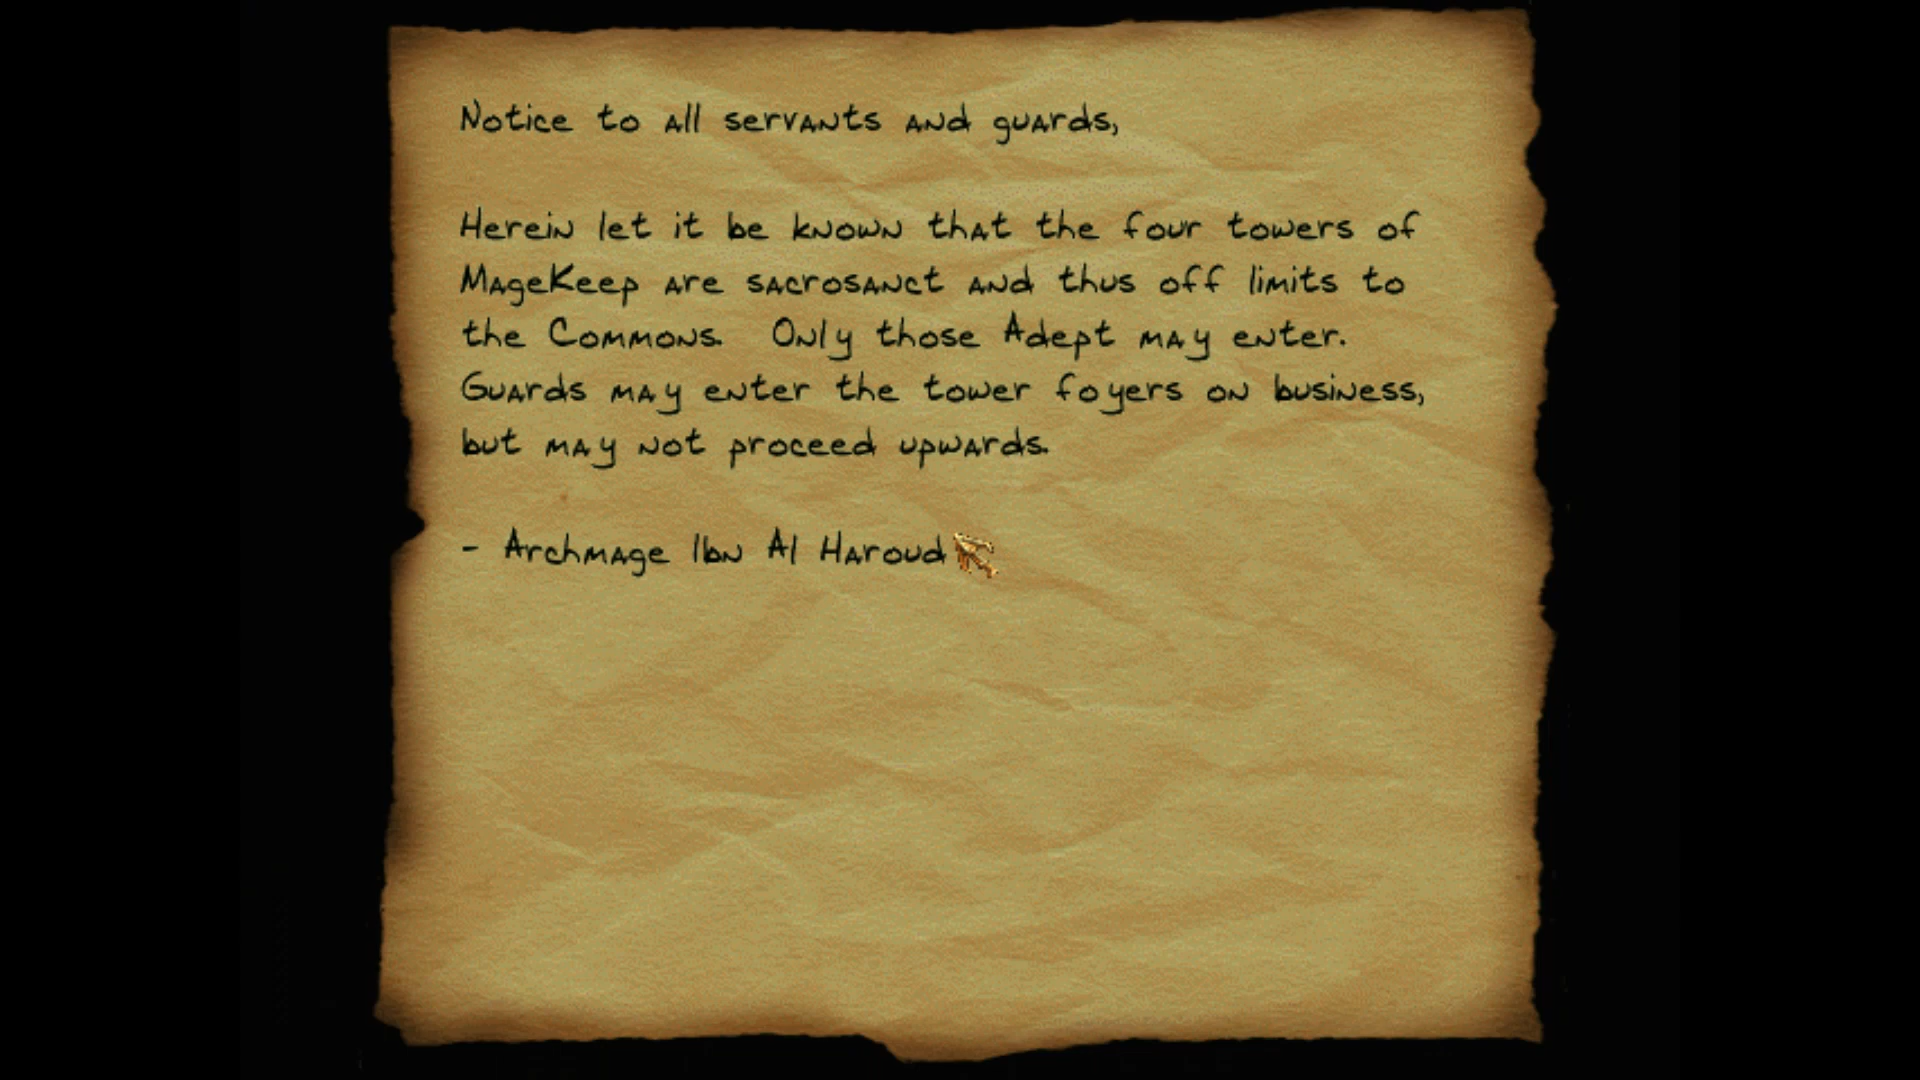 Notice to all servants and guards,
Herein let it be known that the four towers of
MageKeep are sacrosanct and thus off limits to
the Commons. Only those Adept may enter.
Guards may enter the tower foyers on business,
but may not proceed upwards.
- Archmage Ibn Al Haroud